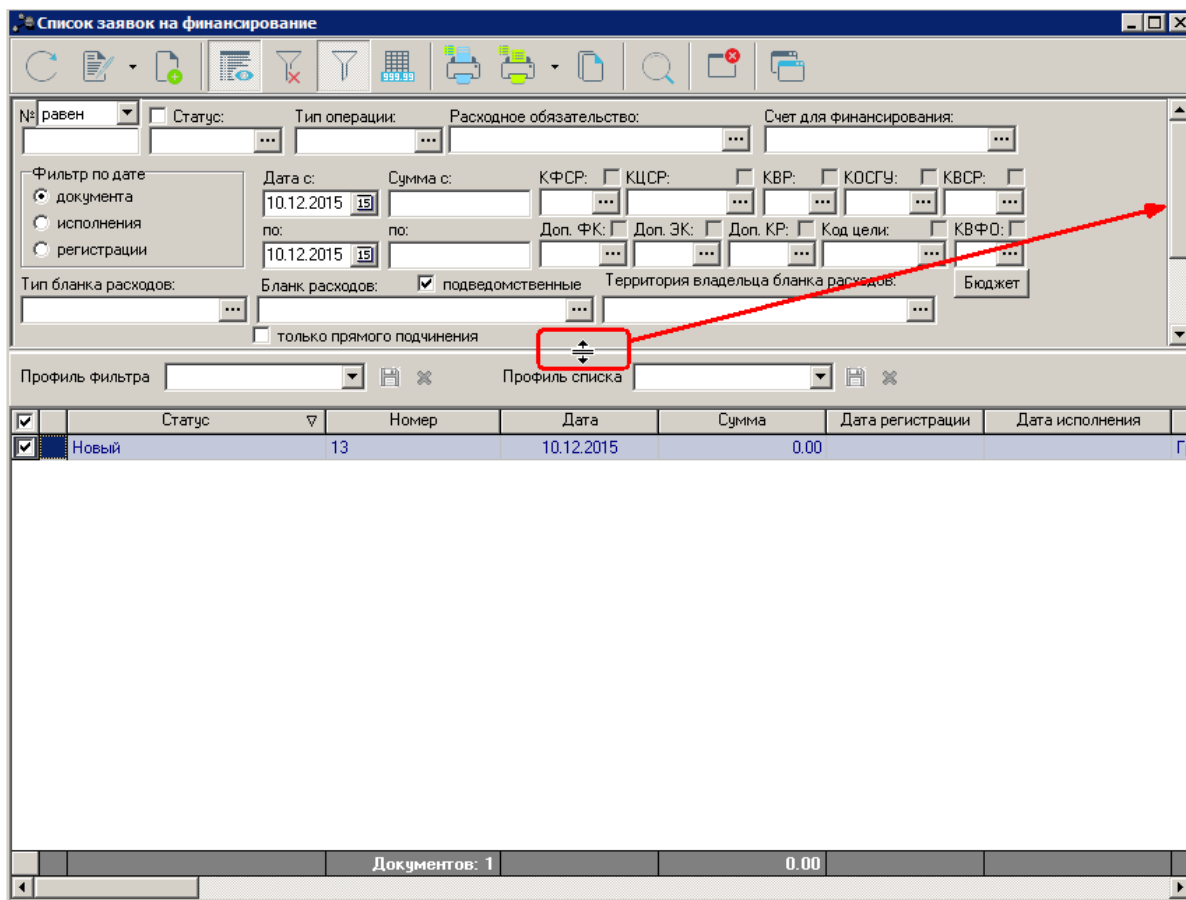 Список заявок на финансирование
999.99
№ равен Статус: Тип операции: Расходное обязательство: Счет для финансирования:
Фильтр по дате Дата с: Сумма с: КФСР: КЦСР: КВР: КОСГУ: КВСР:
документа 10.12.2015 15
исполнения по: по: Доп. ФК: Доп. ЭК: Доп. КР: Код цели: КВФО:
регистрации 10.12.2015 15
Тип бланка расходов: Бланк расходов: подведомственные Территория владельца бланка расходов: Бюджет
только прямого подчинения
Профиль фильтра Профиль списка
Статус Номер Дата Сумма Дата регистрации Дата исполнения
Новый 13 10.12.2015 0.00
Документов: 1 0.00